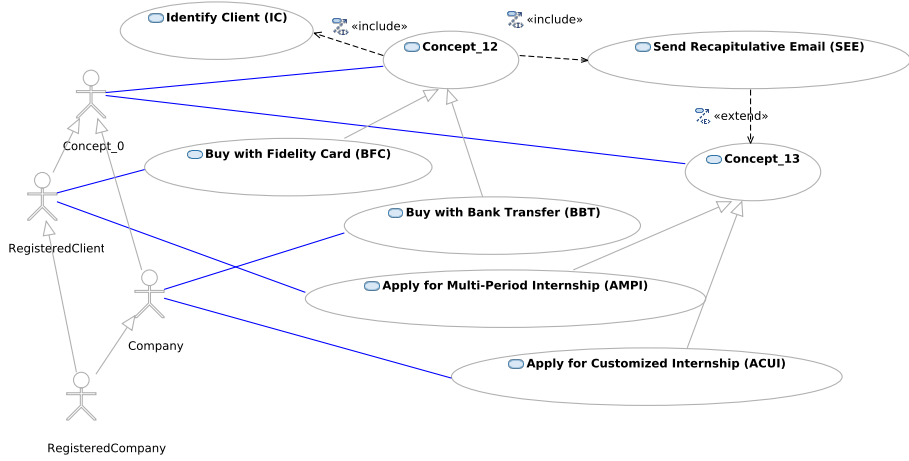 Identify Client (IC)
«include»
«include»
Concept_12
Send Recapitulative Email (SEE)
«extend»
Concept_0
Buy with Fidelity Card (BFC)
Concept_13
RegisteredClient
Buy with Bank Transfer (BBT)
Apply for Multi-Period Internship (AMPI)
Company
Apply for Customized Internship (ACUI)
RegisteredCompany